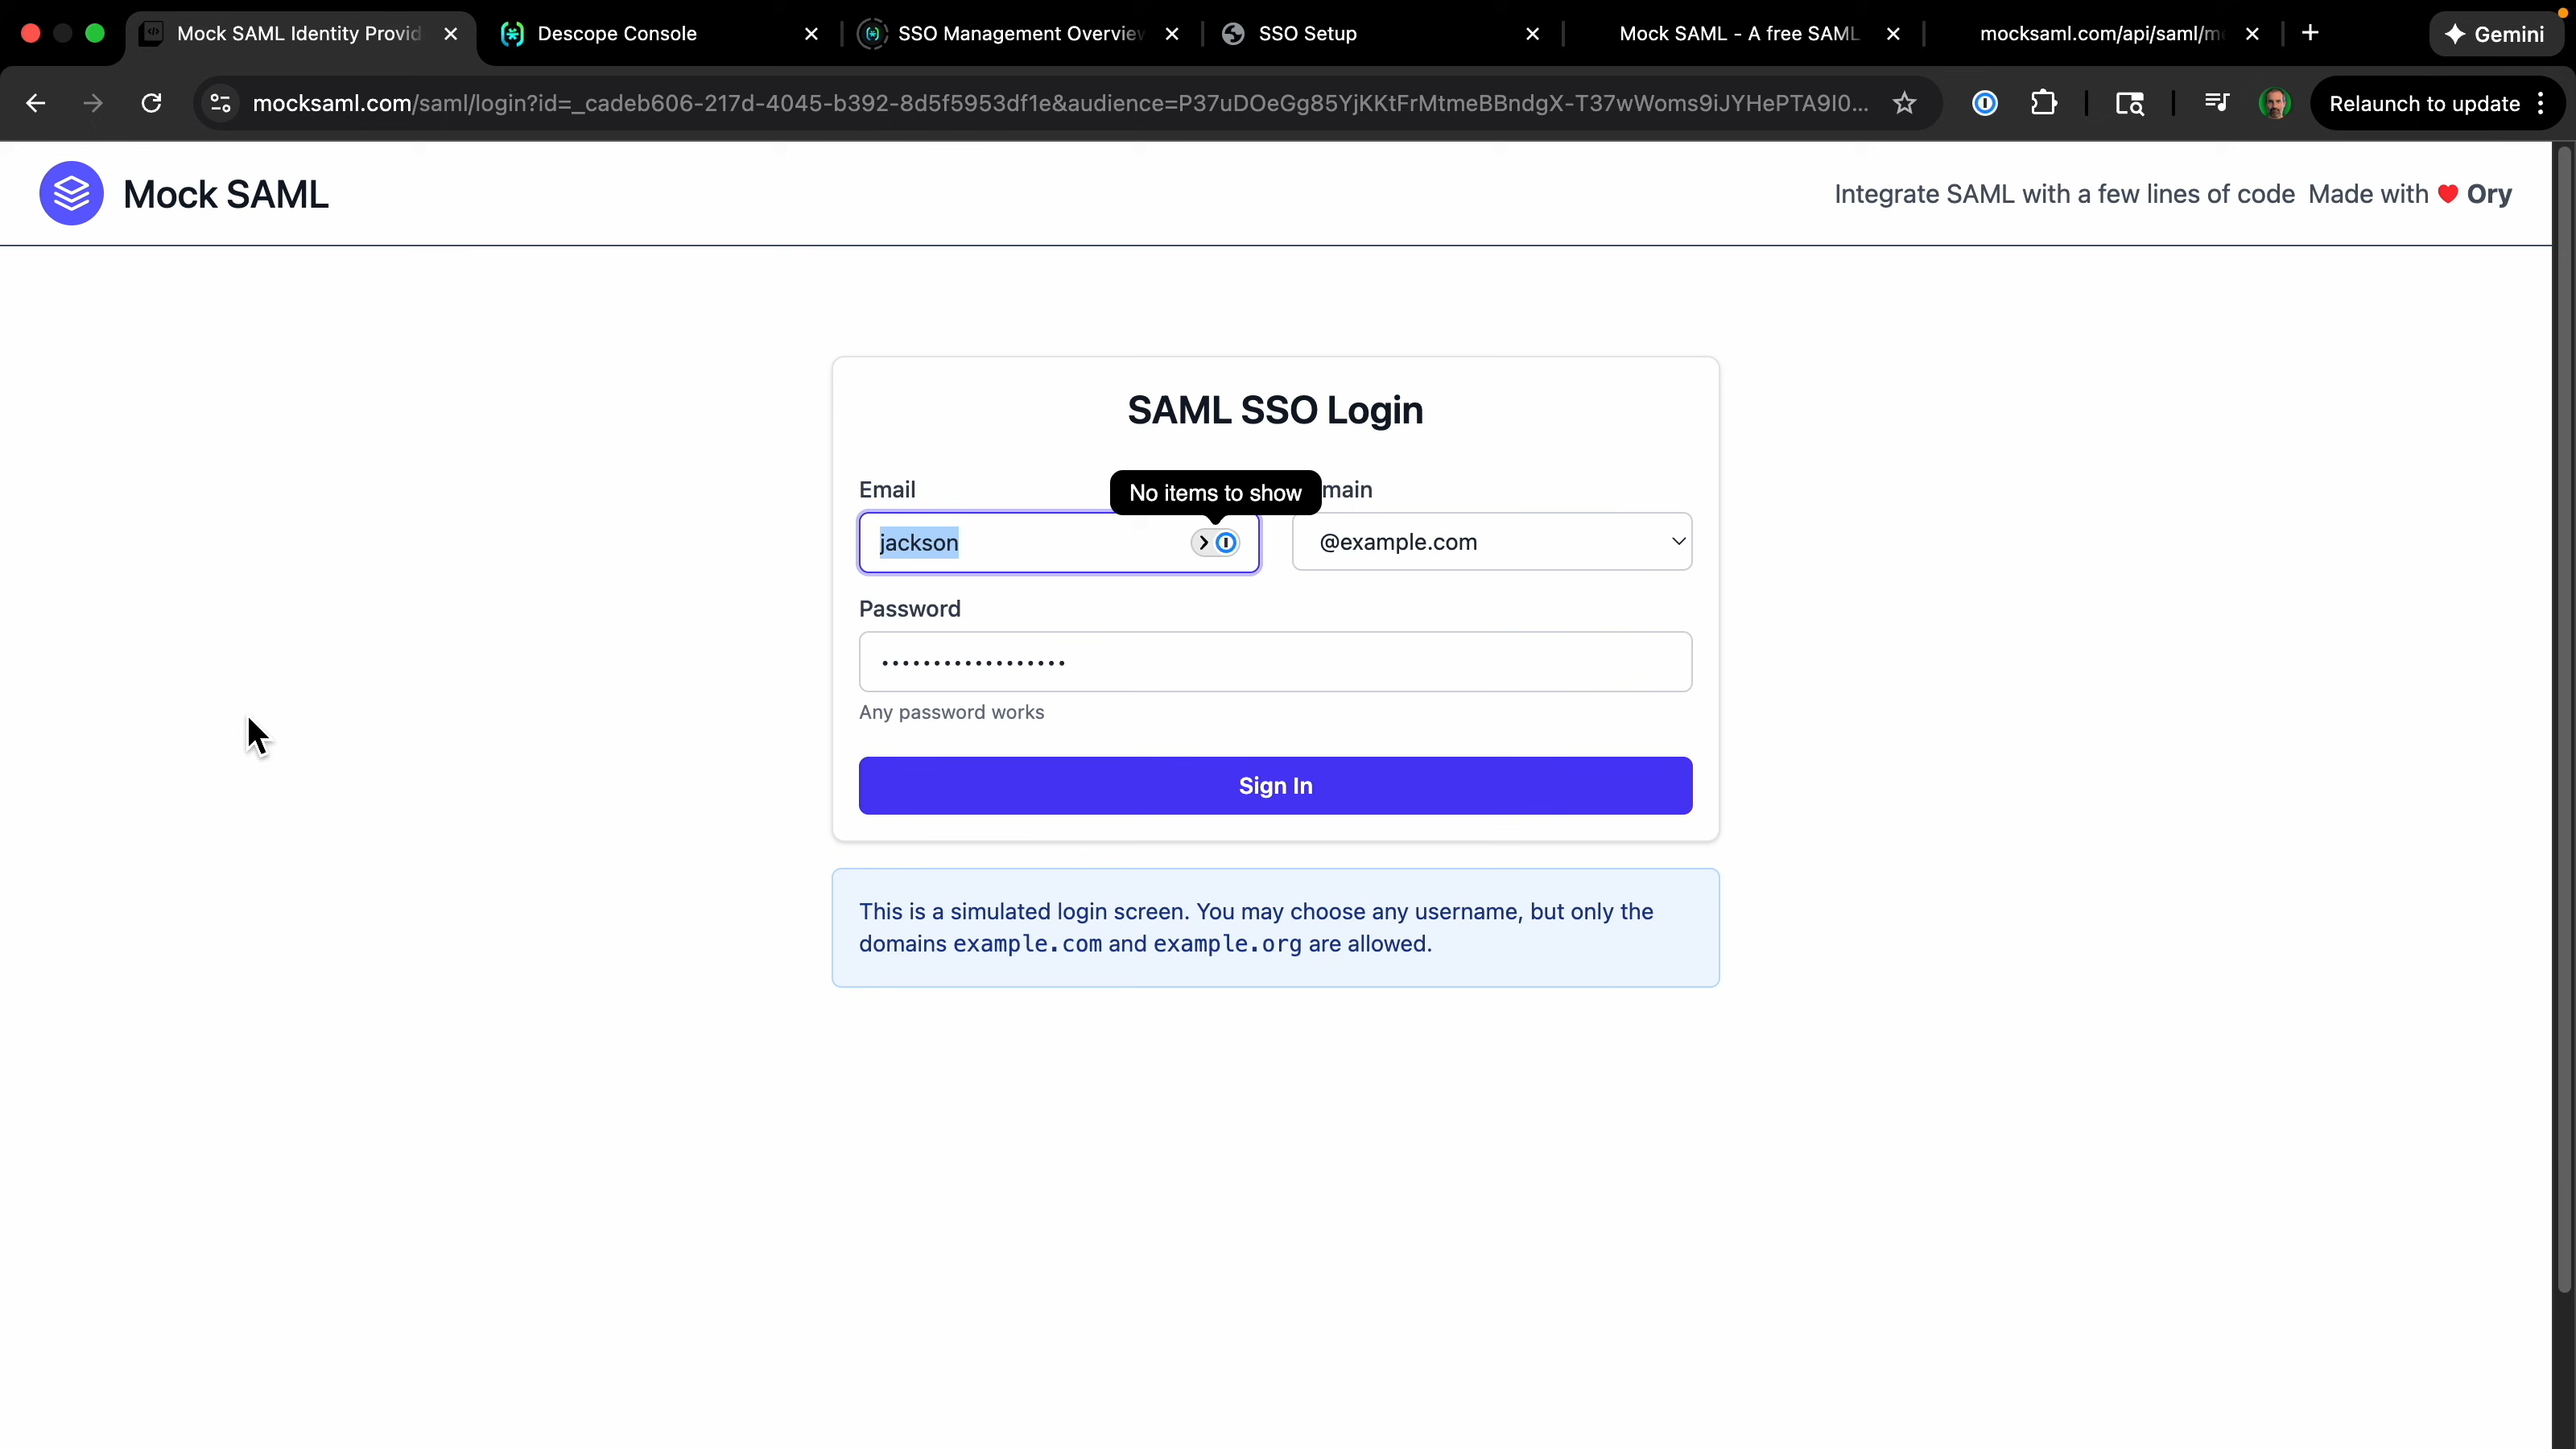 Mock SAML Identity Provid
Descope Console
SSO Management Overview
SSO Setup
Mock SAML - A free SAML
mocksaml.com/api/saml/me
Gemini
mocksaml.com/saml/login?id=_cadeb606-217d-4045-b392-8d5f5953df1e&audience=P37uDOeGg85YjKKtFrMtmeBBndgX-T37wWoms9iJYHePTA9I0...
Relaunch to update
Mock SAML
Integrate SAML with a few lines of code Made with ❤️ Ory
SAML SSO Login
Email
No items to show
main
jackson
@example.com
Password
••••••••••••••••••
Any password works
Sign In
This is a simulated login screen. You may choose any username, but only the
domains example.com and example.org are allowed.